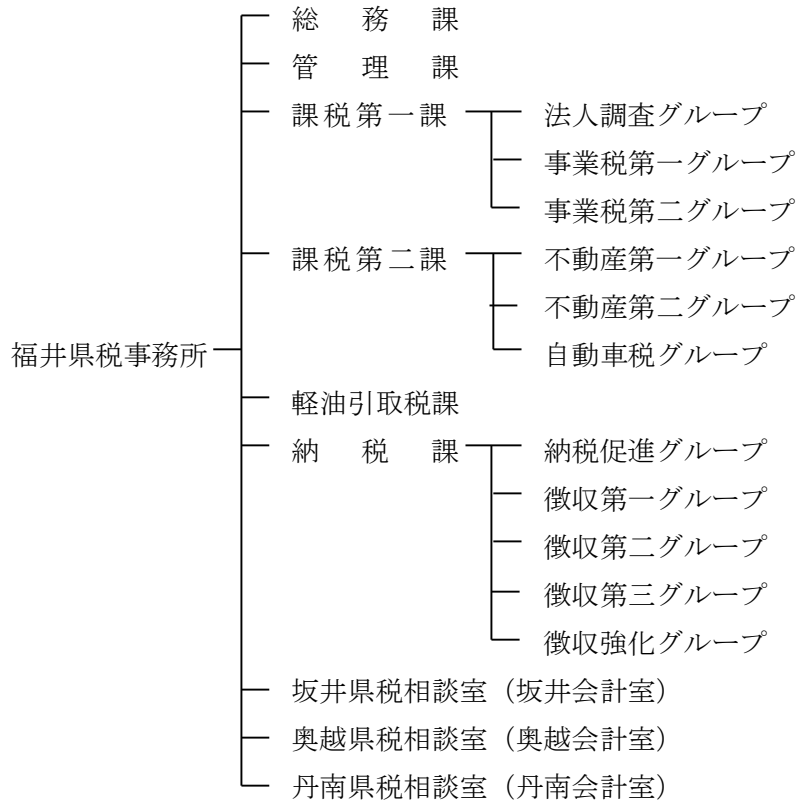 総務課
管理課
課税第一課 法人調査グループ
事業税第一グループ
事業税第二グループ
課税第二課 不動産第一グループ
不動産第二グループ
福井県税事務所 自動車税グループ
軽油引取税課
納税課 納税促進グループ
徴収第一グループ
徴収第二グループ
徴収第三グループ
徴収強化グループ
坂井県税相談室（坂井会計室）
奥越県税相談室（奥越会計室）
丹南県税相談室（丹南会計室）